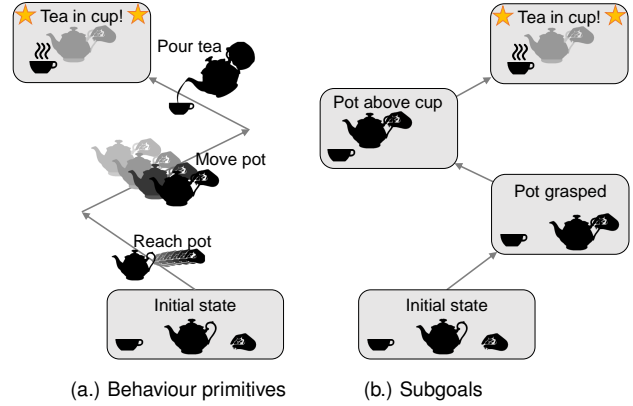 Tea in cup!
Pour tea
Move pot
Reach pot
Initial state
(a.) Behaviour primitives
Tea in cup!
Pot above cup
Pot grasped
Initial state
(b.) Subgoals